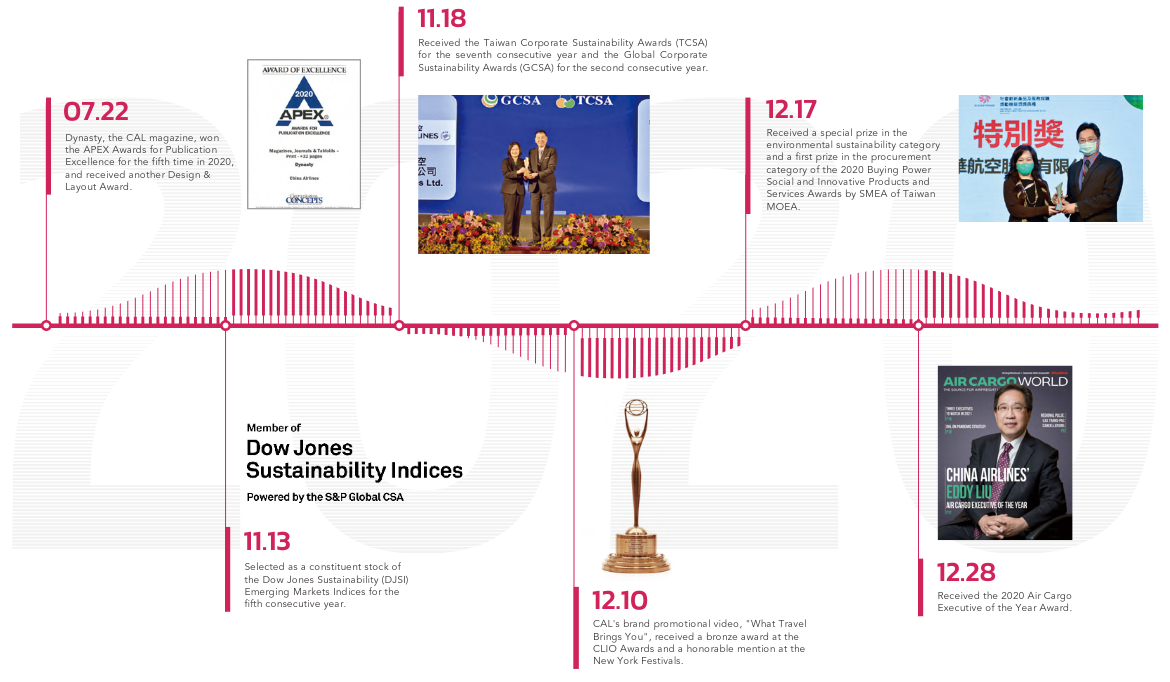 07.22
Dynasty, the CAL magazine, won
the APEX Awards for Publication
Excellence for the fifth time in 2020,
and received another Design &
Layout Award.
AWARD OF EXCELLENCE
2020
APEX®
AWARDS FOR
PUBLICATION EXCELLENCE
Magazines, Journals & Tabloids –
Print - +32 pages
Dynasty
China Airlines
CONCEPTS
11.13
Member of
Dow Jones
Sustainability Indices
Powered by the S&P Global CSA
Selected as a constituent stock of
the Dow Jones Sustainability (DJSI)
Emerging Markets Indices for the
fifth consecutive year.
11.18
Received the Taiwan Corporate Sustainability Awards (TCSA)
for the seventh consecutive year and the Global Corporate
Sustainability Awards (GCSA) for the second consecutive year.
GCSA
TCSA
公司
s Ltd.
12.10
CAL's brand promotional video, "What Travel
Brings You", received a bronze award at the
CLIO Awards and a honorable mention at the
New York Festivals.
12.17
Received a special prize in the
environmental sustainability category
and a first prize in the procurement
category of the 2020 Buying Power
Social and Innovative Products and
Services Awards by SMEA of Taiwan
MOEA.
特別獎
華航空股
有限
12.28
AIR CARGO WORLD
CHINA AIRLINES'
EDDY LIU
AIR CARGO EXECUTIVE OF THE YEAR
Received the 2020 Air Cargo
Executive of the Year Award.
2020